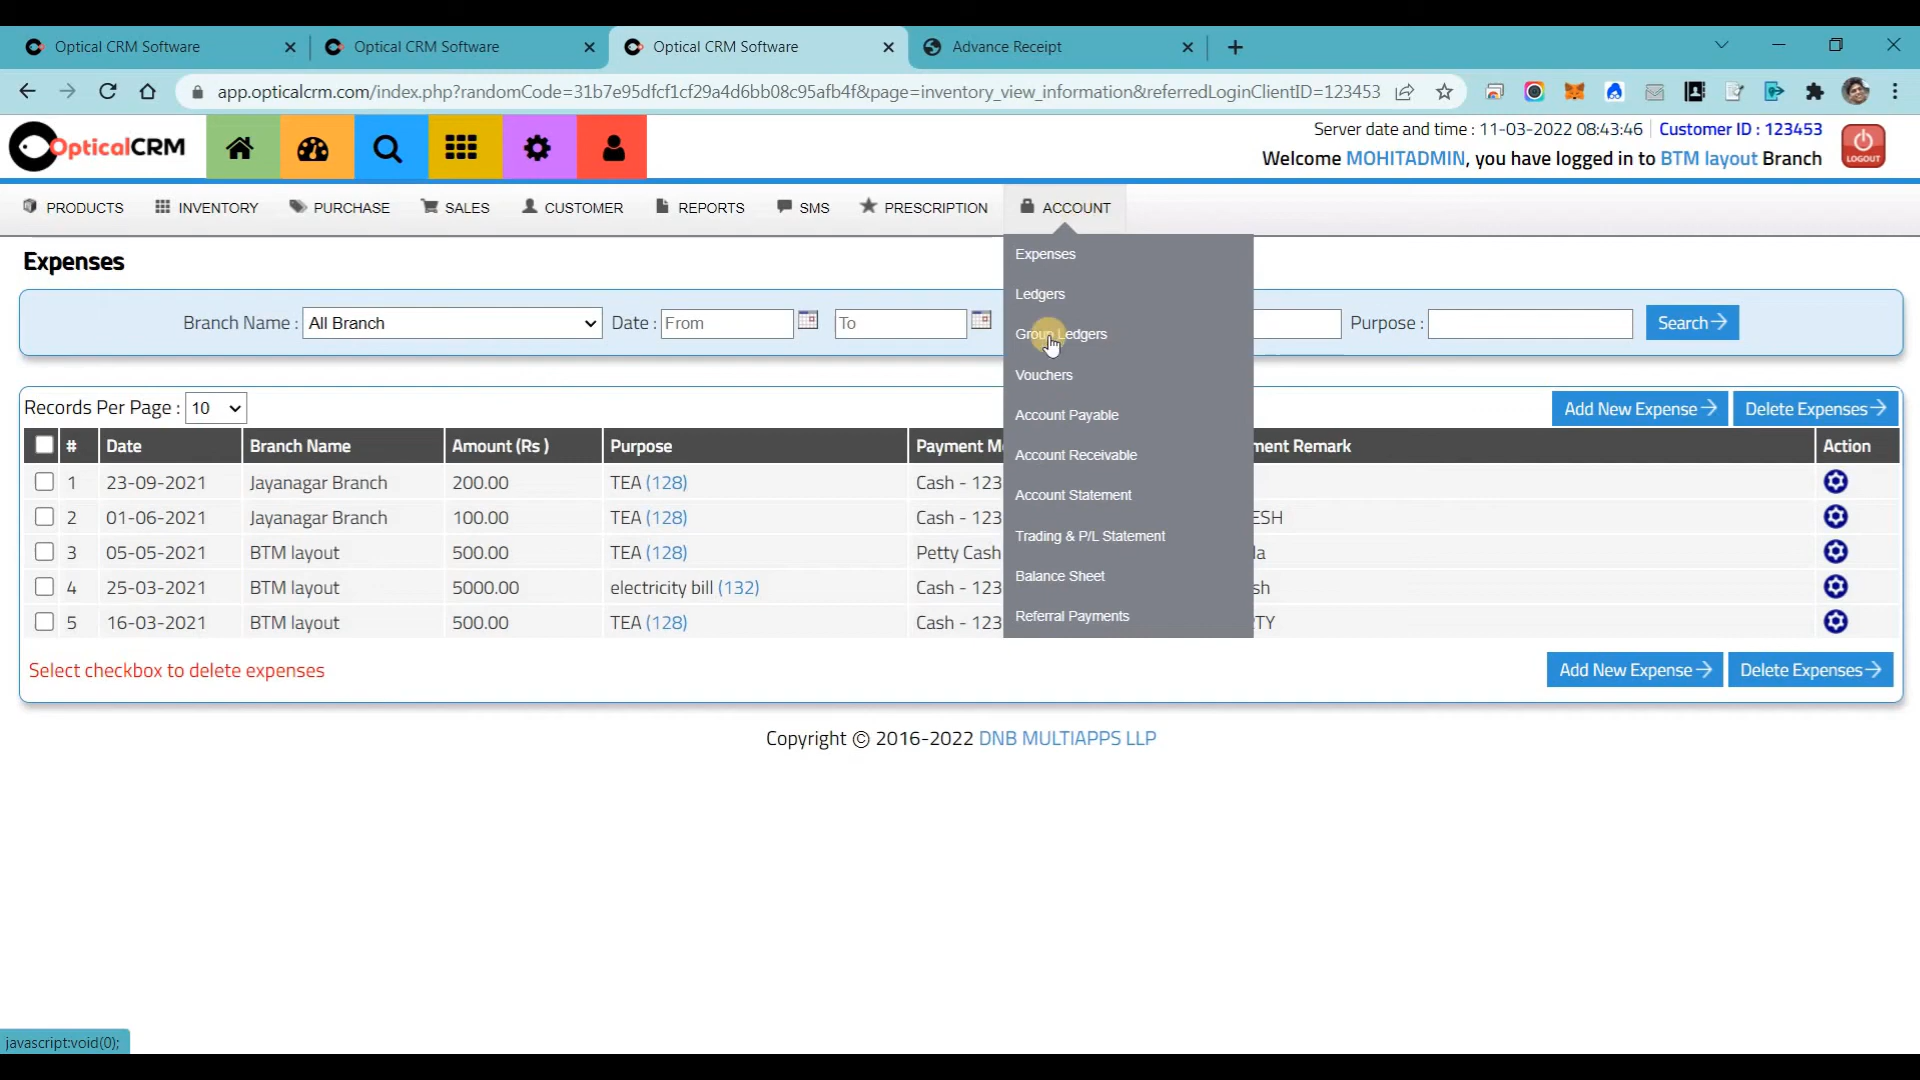 Optical CRM Software
Optical CRM Software
Optical CRM Software
Advance Receipt
app.opticalcrm.com/index.php?randomCode=31b7e95dfcf1cf29a4d6bb08c95afb4f&page=inventory_view_information&referredLoginClientID=123453
OpticalCRM
Server date and time : 11-03-2022 08:43:46 Customer ID : 123453
Welcome MOHITADMIN, you have logged in to BTM layout Branch
LOGOUT
PRODUCTS INVENTORY PURCHASE SALES CUSTOMER REPORTS SMS PRESCRIPTION ACCOUNT
Expenses
Ledgers
Group Ledgers
Vouchers
Account Payable
Account Receivable
Account Statement
Trading & P/L Statement
Balance Sheet
Referral Payments
Expenses
Branch Name : All Branch Date : From To Purpose : Search
Records Per Page : 10 Add New Expense Delete Expenses
# Date Branch Name Amount (Rs ) Purpose Payment M ment Remark Action
1 23-09-2021 Jayanagar Branch 200.00 TEA (128) Cash - 123
2 01-06-2021 Jayanagar Branch 100.00 TEA (128) Cash - 123 ESH
3 05-05-2021 BTM layout 500.00 TEA (128) Petty Cash la
4 25-03-2021 BTM layout 5000.00 electricity bill (132) Cash - 123 sh
5 16-03-2021 BTM layout 500.00 TEA (128) Cash - 123 RTY
Select checkbox to delete expenses Add New Expense Delete Expenses
Copyright © 2016-2022 DNB MULTIAPPS LLP
javascript:void(0);